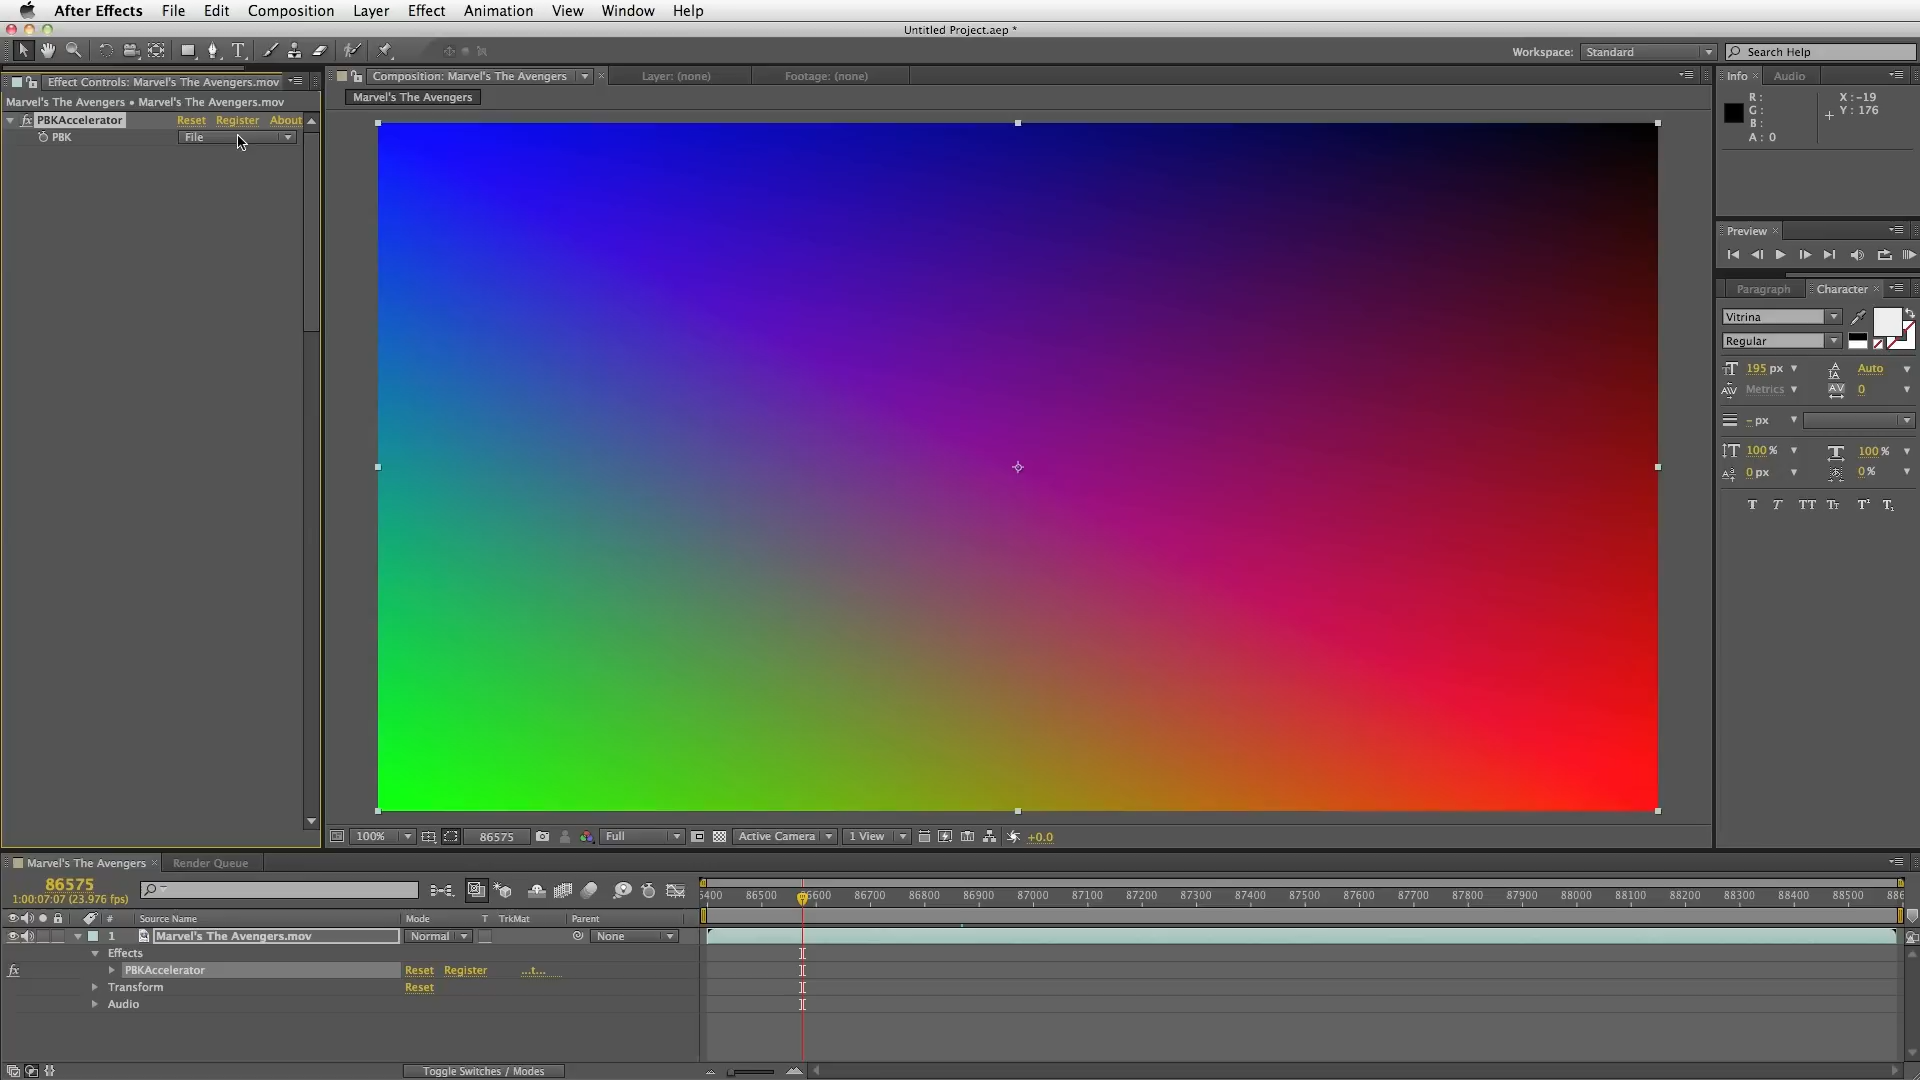 After Effects File Edit Composition Layer Effect Animation View Window Help
Untitled Project.aep *
Workspace: Standard Search Help
Effect Controls: Marvel's The Avengers.mov
Composition: Marvel's The Avengers
Layer: (none)
Footage: (none)
Info Audio
Marvel's The Avengers • Marvel's The Avengers.mov
Marvel's The Avengers
R: X: -19
G: Y: 176
B:
A: 0
PBKAccelerator Reset Register About
PBK File
Preview
Paragraph Character
Vitrina
Regular
195 px Auto
Metrics 0
- px
100% 100%
0 px 0%
T T TT Tr T¹ T₁
100% 86575 Full Active Camera 1 View +0.0
Marvel's The Avengers Render Queue
86575
1:00:07:07 (23.976 fps)
86500 86600 86700 86800 86900 87000 87100 87200 87300 87400 87500 87600 87700 87800 87900 88000 88100 88200 88300 88400 88500
# Source Name Mode T TrkMat Parent
1 Marvel's The Avengers.mov Normal None
Effects
fx PBKAccelerator Reset Register ...t...
Transform Reset
Audio
Toggle Switches / Modes